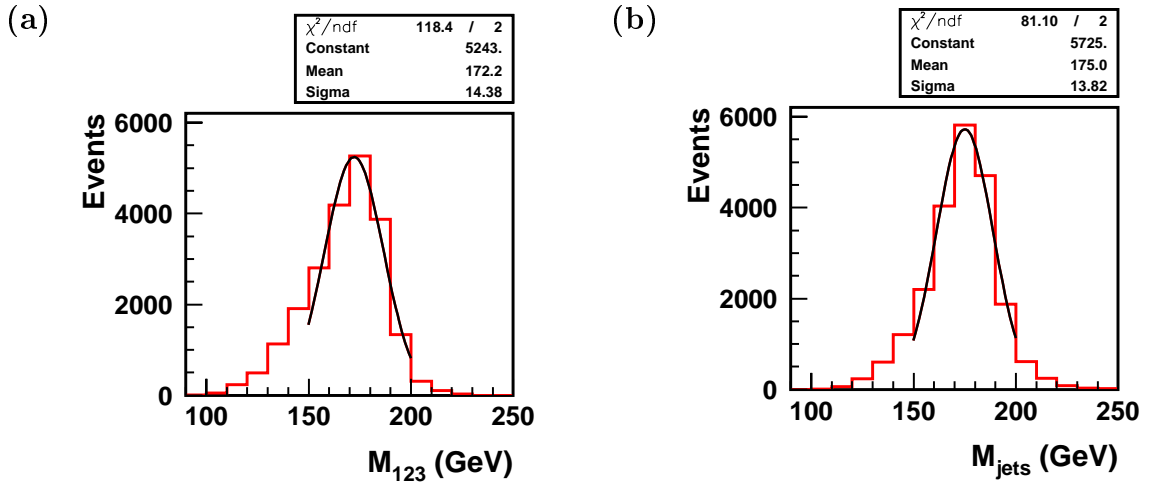 (a)
χ²/ndf 118.4 / 2
Constant 5243.
Mean 172.2
Sigma 14.38
Events
6000
4000
2000
0
100 150 200 250
M123 (GeV)
(b)
χ²/ndf 81.10 / 2
Constant 5725.
Mean 175.0
Sigma 13.82
Events
6000
4000
2000
0
100 150 200 250
Mjets (GeV)